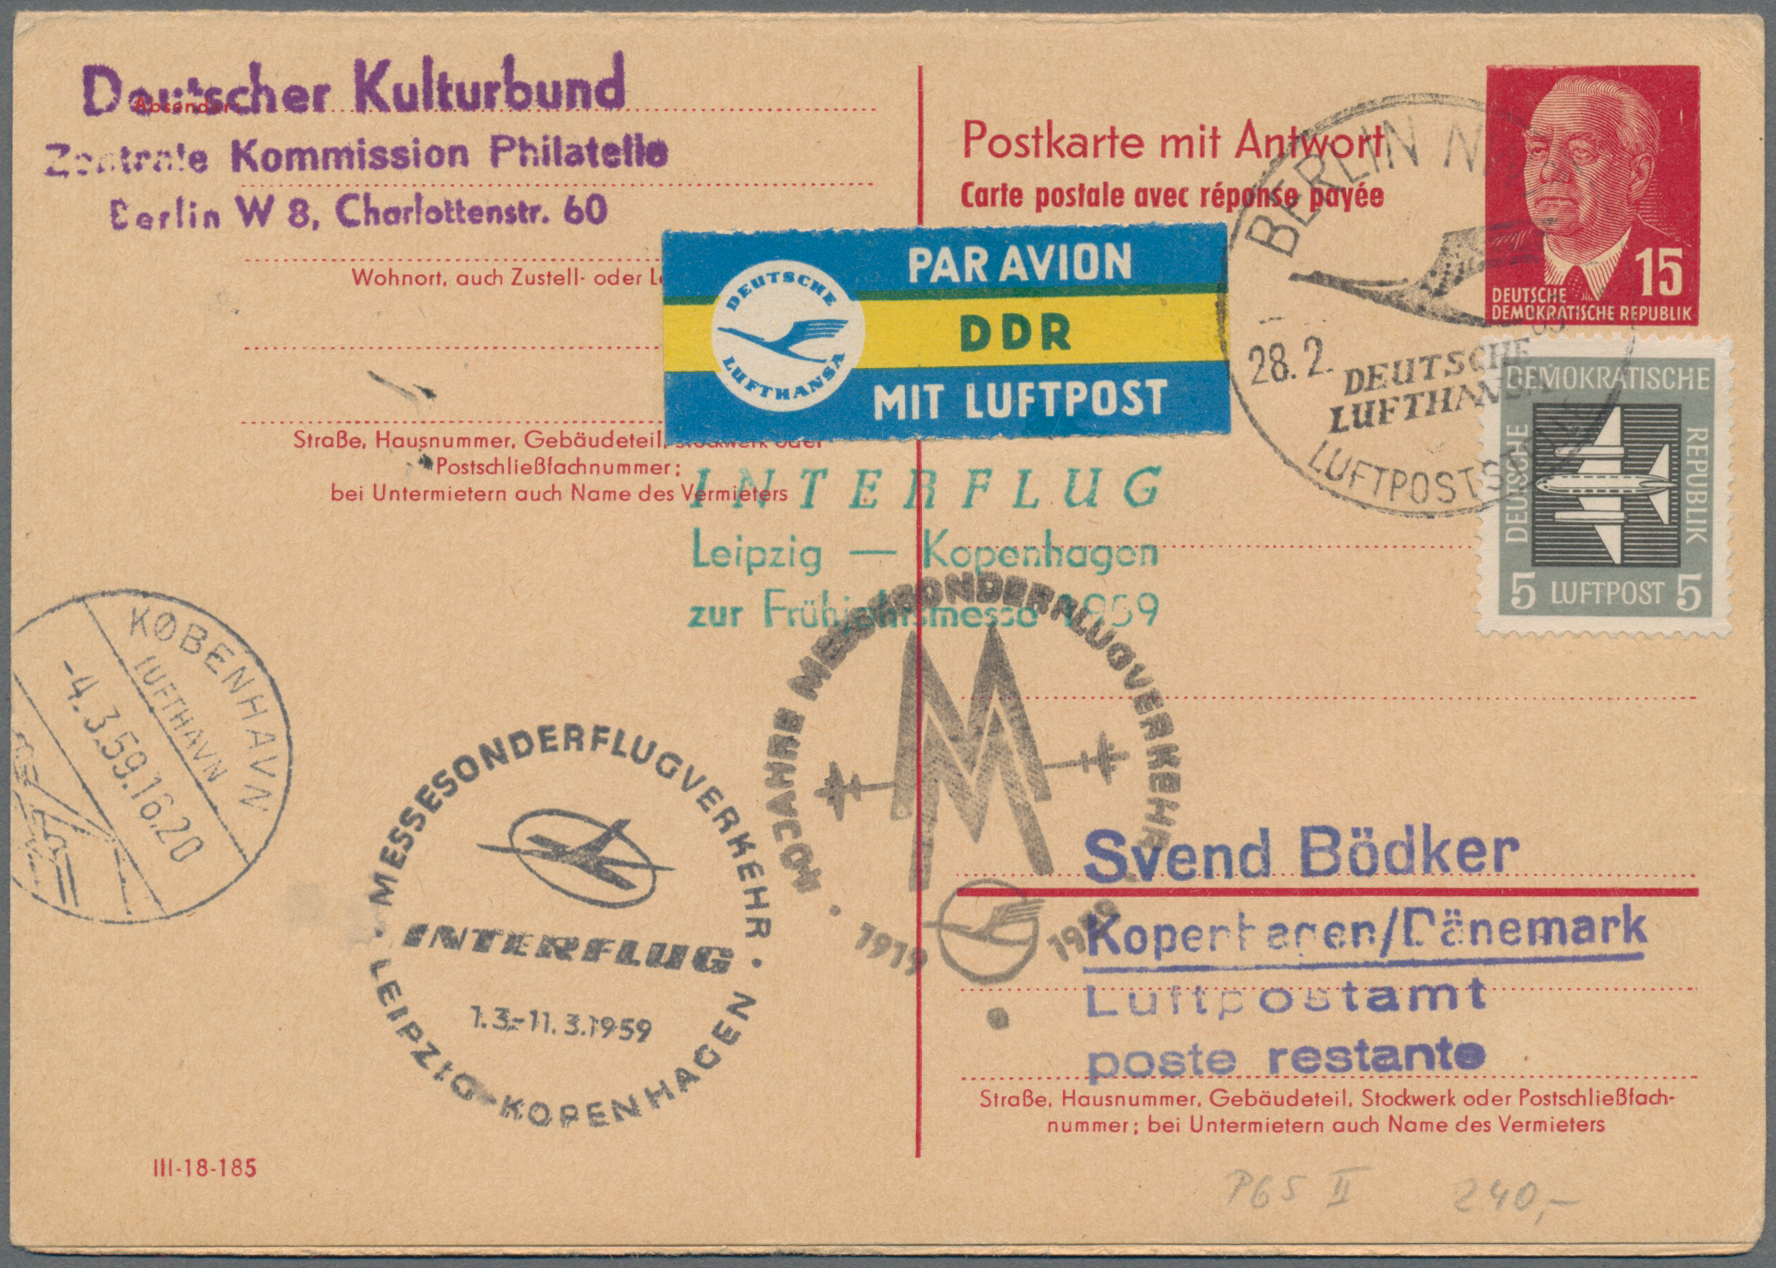 Deutscher Kulturbund
Absender:
Zentrale Kommission Philatelie
Berlin W 8, Charlottenstr. 60
Wohnort, auch Zustell- oder
Straße, Hausnummer, Gebäudeteil, Stockwerk oder
Postschließfachnummer;
bei Untermietern auch Name des Vermieters
Postkarte mit Antwort
Carte postale avec réponse payée
PAR AVION
DDR
MIT LUFTPOST
DEUTSCHE LUFTHANSA
BERLIN
28.2.
DEUTSCHE
LUFTHANSA
15
DEUTSCHE
DEMOKRATISCHE REPUBLIK
DEUTSCHE DEMOKRATISCHE REPUBLIK
5 LUFTPOST 5
INTERFLUG
Leipzig — Kopenhagen
zur Frühjahrsmesse 1959
KØBENHAVN
LUFTHAVN
-4.3.59.16.20
MESSESONDERFLUGVERKEHR
INTERFLUG
1.3.-11.3.1959
LEIPZIG-KOPENHAGEN
JAHRE MESSESONDERFLUGVERKEHR
M
1919
Svend Bödker
Kopenhagen/Dänemark
Luftpostamt
poste restante
Straße, Hausnummer, Gebäudeteil, Stockwerk oder Postschließfach-
nummer; bei Untermietern auch Name des Vermieters
III-18-185
P65 II 240,-